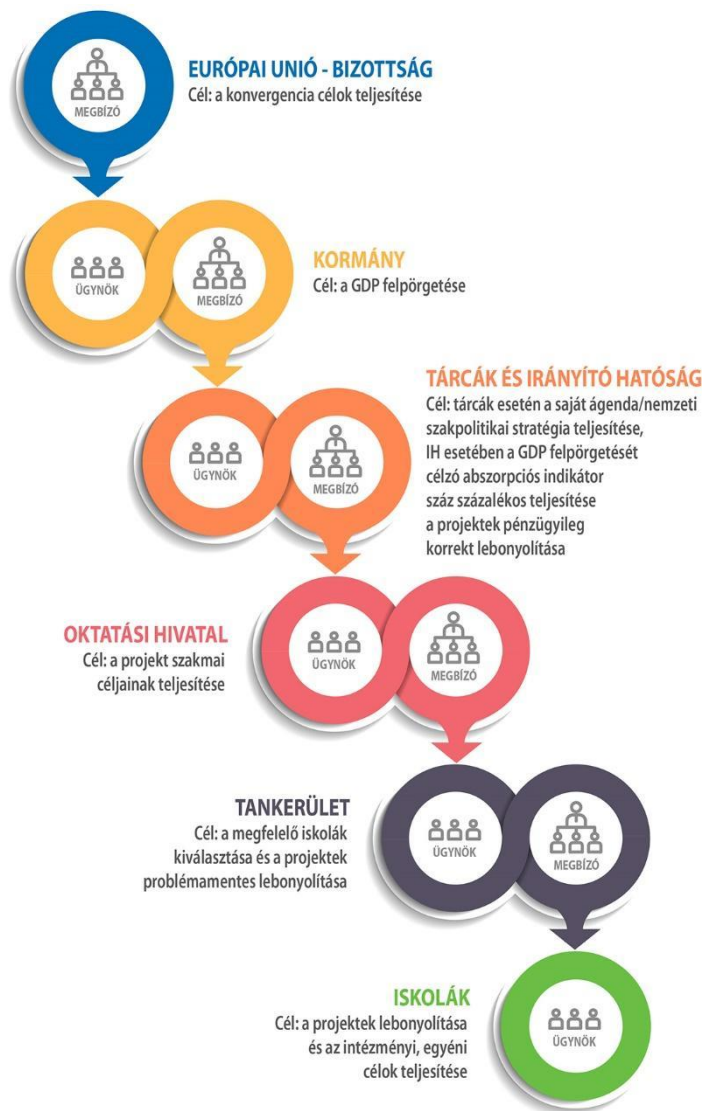 MEGBÍZÓ
EURÓPAI UNIÓ - BIZOTTSÁG
Cél: a konvergencia célok teljesítése
ÜGYNÖK
MEGBÍZÓ
KORMÁNY
Cél: a GDP felpörgetése
ÜGYNÖK
MEGBÍZÓ
TÁRCÁK ÉS IRÁNYÍTÓ HATÓSÁG
Cél: tárcák esetén a saját ágenda/nemzeti
szakpolitikai stratégia teljesítése,
IH esetében a GDP felpörgetését
célzó abszorpciós indikátor
száz százalékos teljesítése
a projektek pénzügyileg
korrekt lebonyolítása
OKTATÁSI HIVATAL
Cél: a projekt szakmai
céljainak teljesítése
ÜGYNÖK
MEGBÍZÓ
TANKERÜLET
Cél: a megfelelő iskolák
kiválasztása és a projektek
problémamentes lebonyolítása
ÜGYNÖK
MEGBÍZÓ
ISKOLÁK
Cél: a projektek lebonyolítása
és az intézményi, egyéni
célok teljesítése
ÜGYNÖK